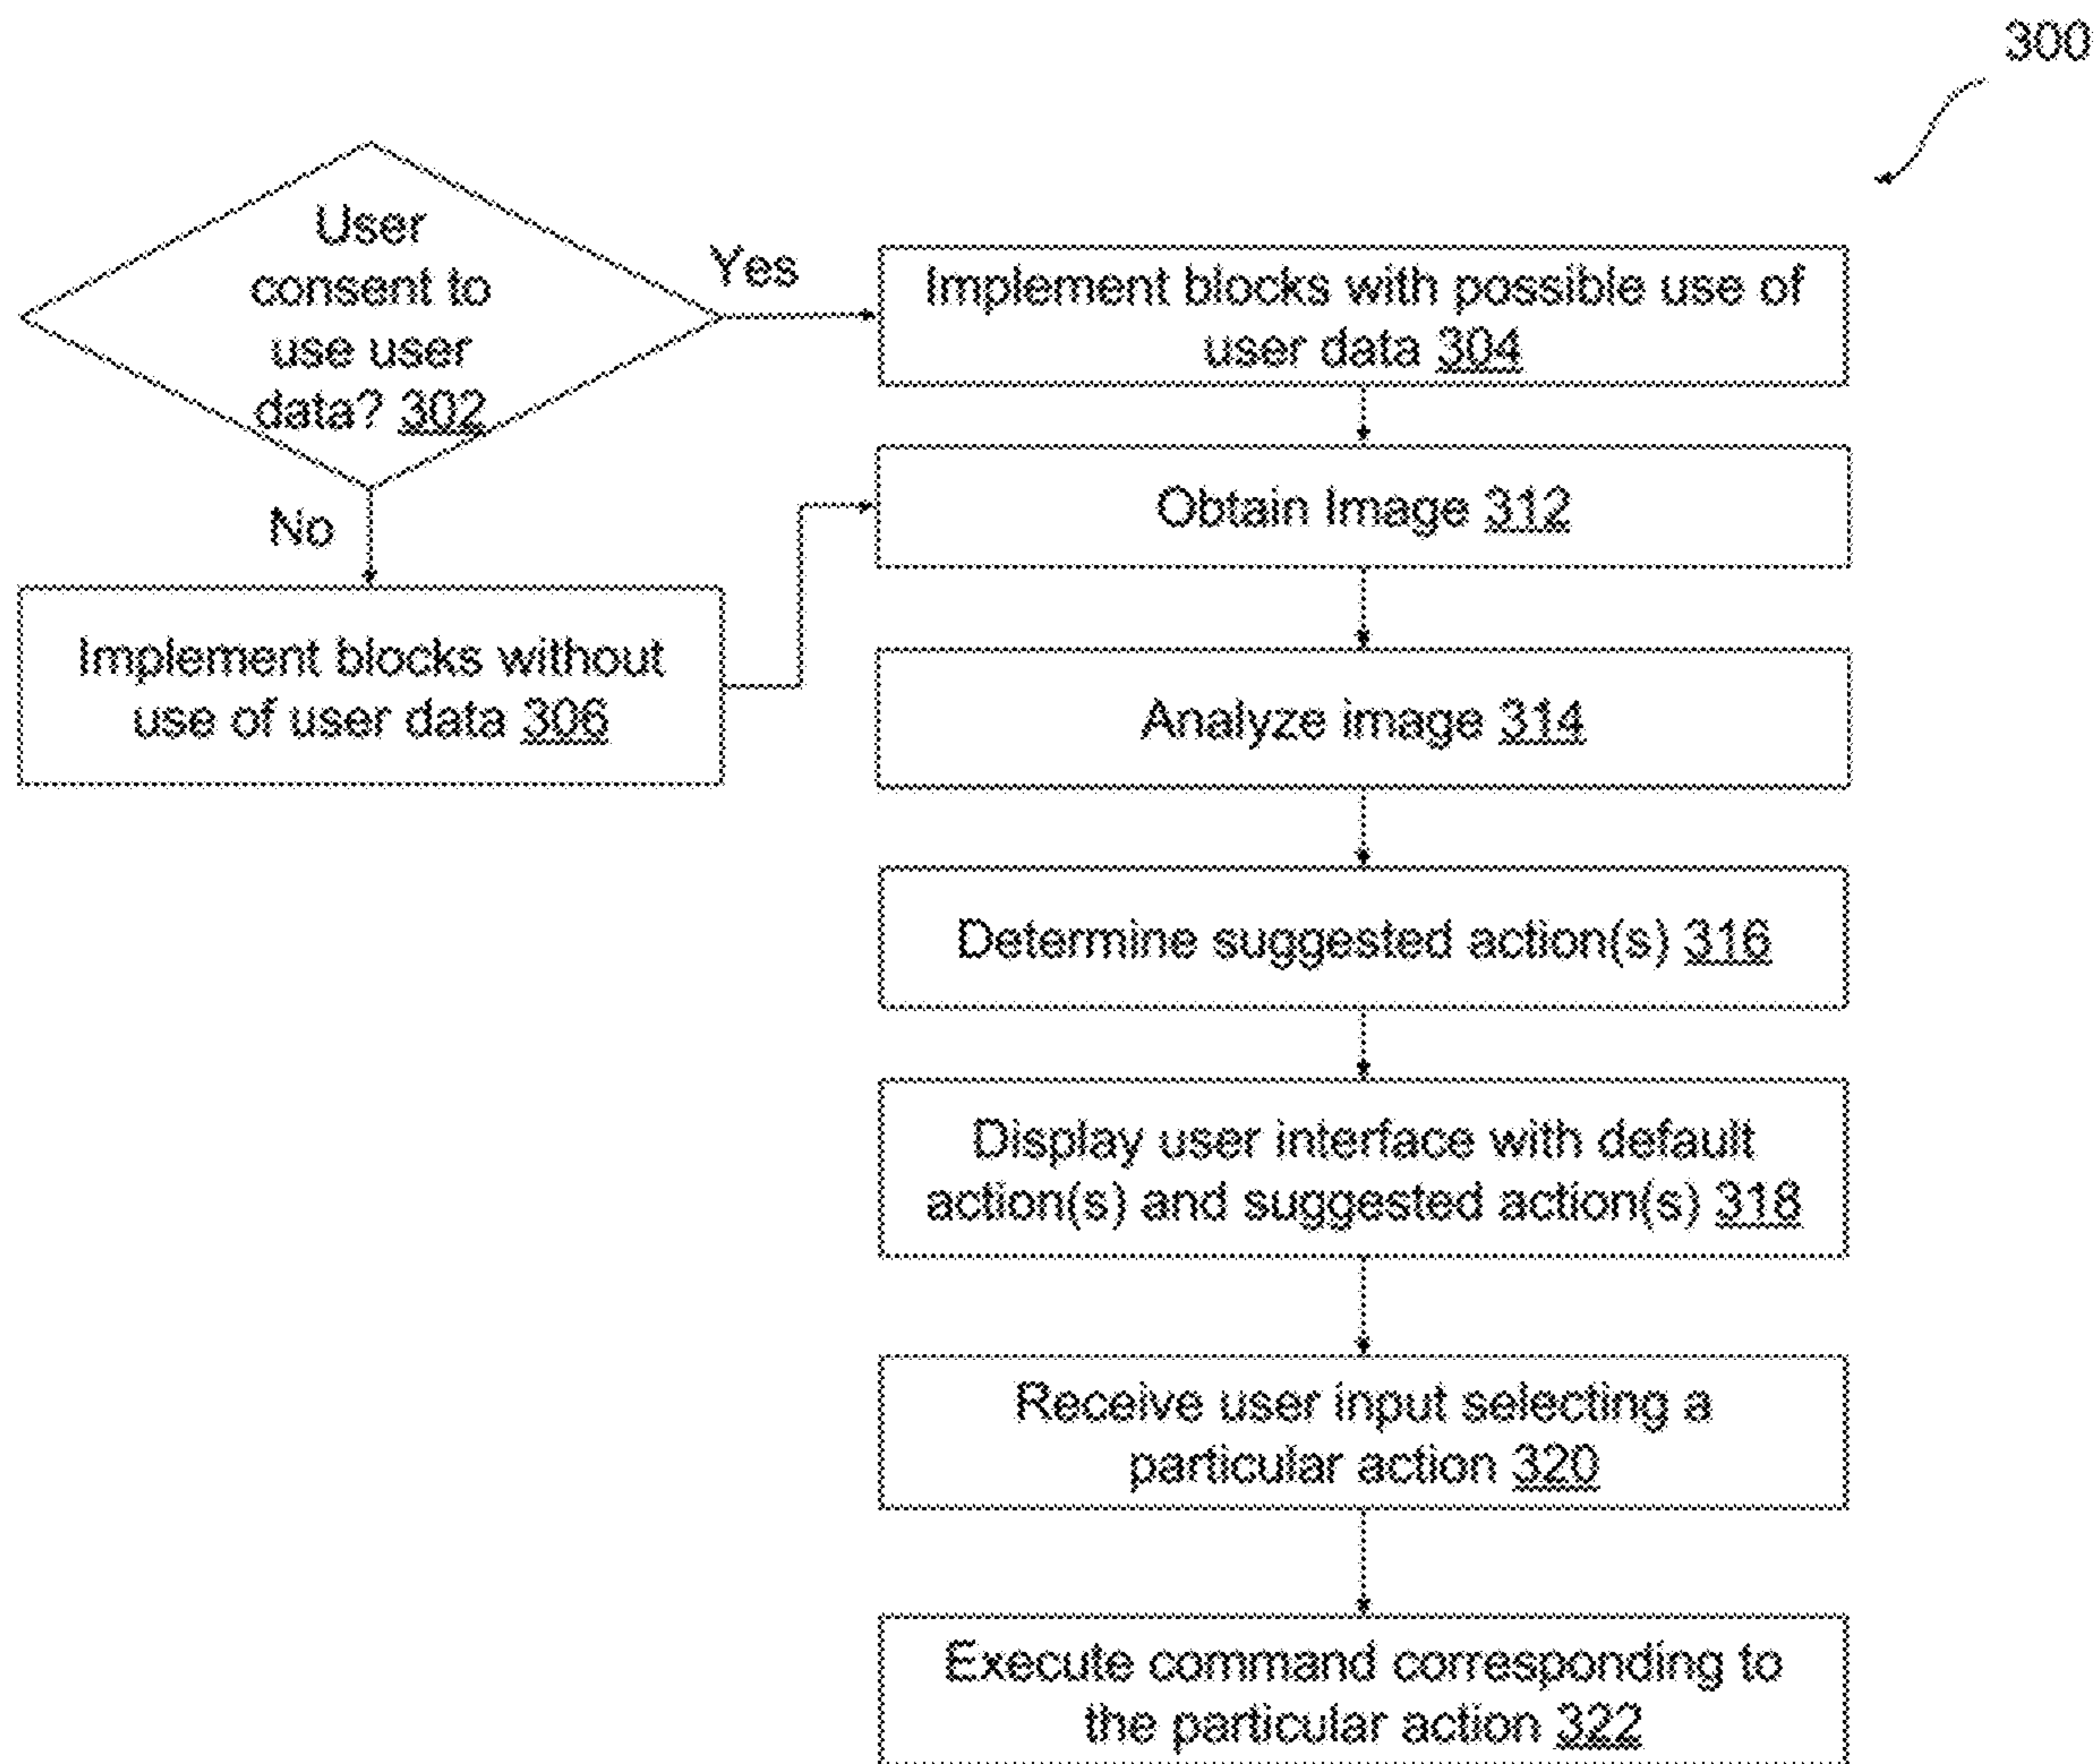 300
User
consent to
use user
data? 302
Yes
No
Implement blocks with possible use of
user data 304
Implement blocks without
use of user data 306
Obtain Image 312
Analyze image 314
Determine suggested action(s) 316
Display user interface with default
action(s) and suggested action(s) 318
Receive user input selecting a
particular action 320
Execute command corresponding to
the particular action 322